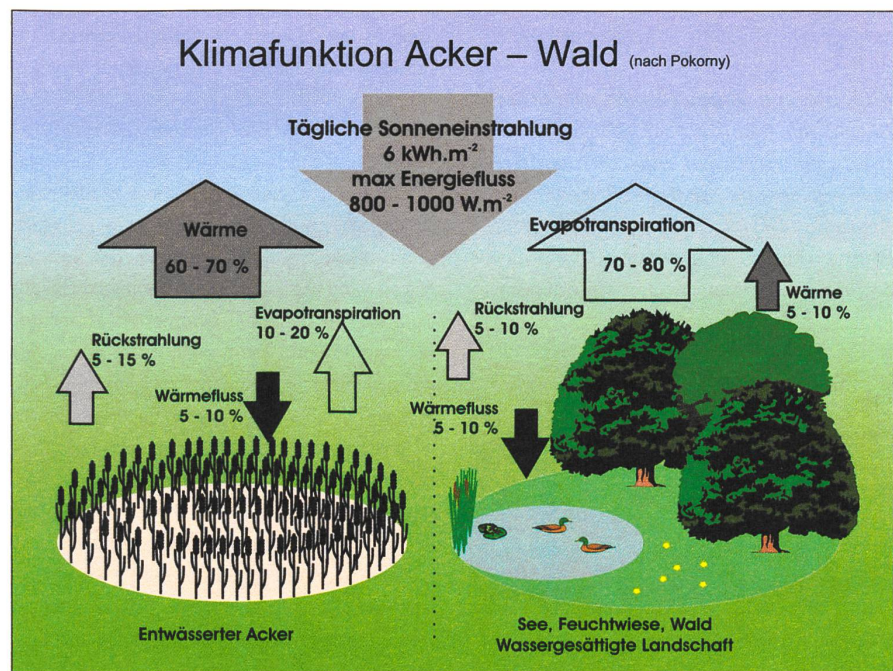 Klimafunktion Acker – Wald (nach Pokorny)
Tägliche Sonneneinstrahlung
6 kWh.m⁻²
max Energiefluss
800 - 1000 W.m⁻²
Wärme
60 - 70 %
Evapotranspiration
70 - 80 %
Rückstrahlung
5 - 15 %
Evapotranspiration
10 - 20 %
Wärmefluss
5 - 10 %
Rückstrahlung
5 - 10 %
Wärme
5 - 10 %
Wärmefluss
5 - 10 %
Entwässerter Acker
See, Feuchtwiese, Wald
Wassergesättigte Landschaft